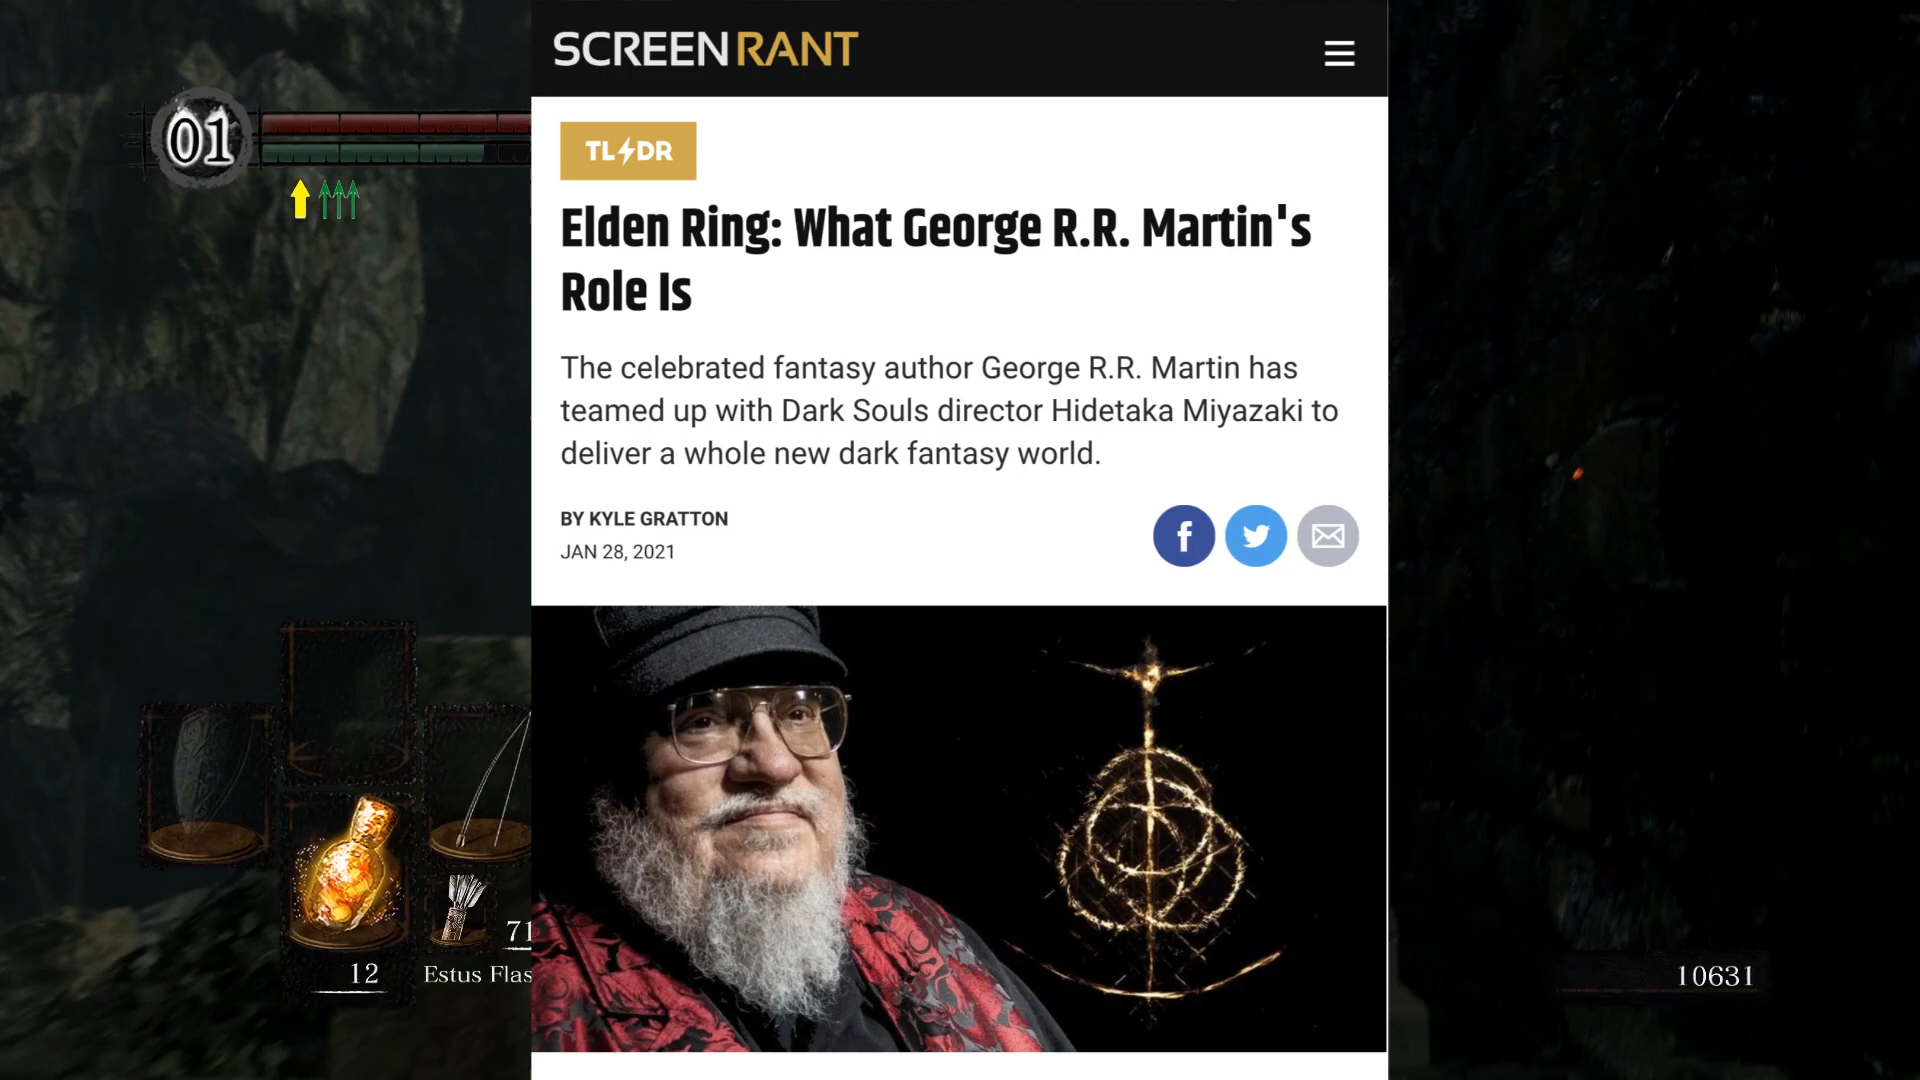 SCREENRANT
01
TL DR
Elden Ring: What George R.R. Martin's
Role Is
The celebrated fantasy author George R.R. Martin has
teamed up with Dark Souls director Hidetaka Miyazaki to
deliver a whole new dark fantasy world.
BY KYLE GRATTON
JAN 28, 2021
71
12
Estus Flas
10631